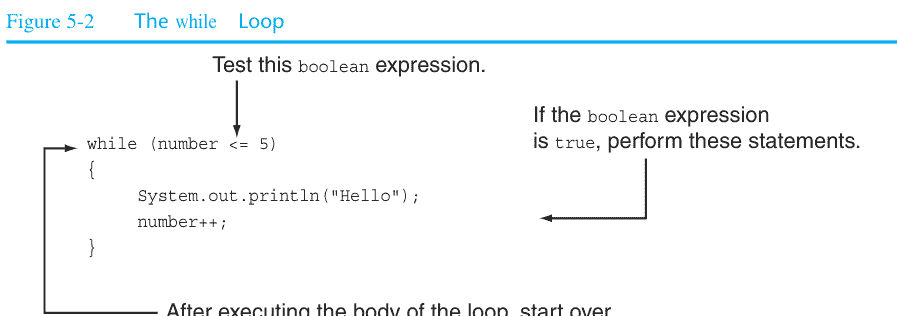 Figure 5-2 The while Loop
Test this boolean expression.
If the boolean expression
is true, perform these statements.
while (number <= 5)
{
System.out.println("Hello");
number++;
}
After executing the body of the loop, start over